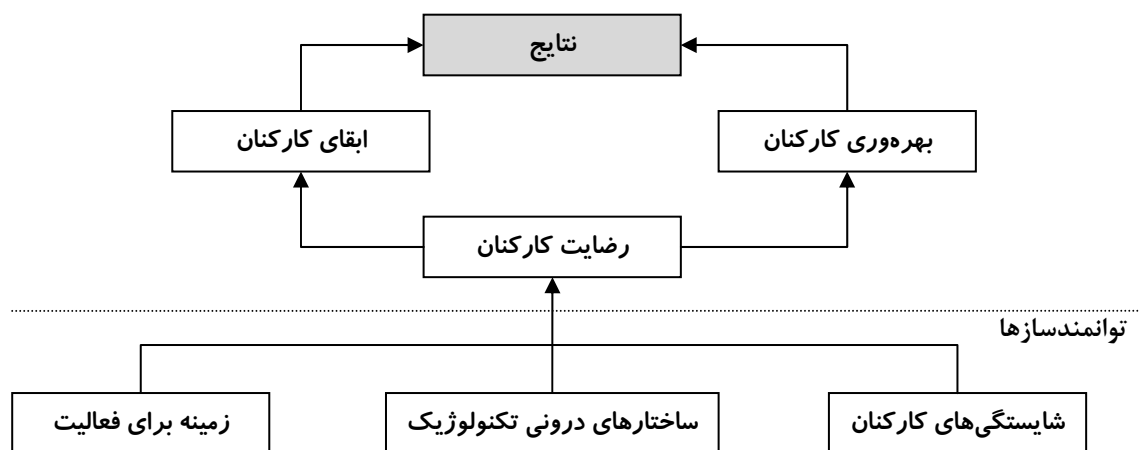 نتایج
بهره‌وری کارکنان
ابقای کارکنان
رضایت کارکنان
توانمندسازها
شایستگی‌های کارکنان
ساختارهای درونی تکنولوژیک
زمینه برای فعالیت